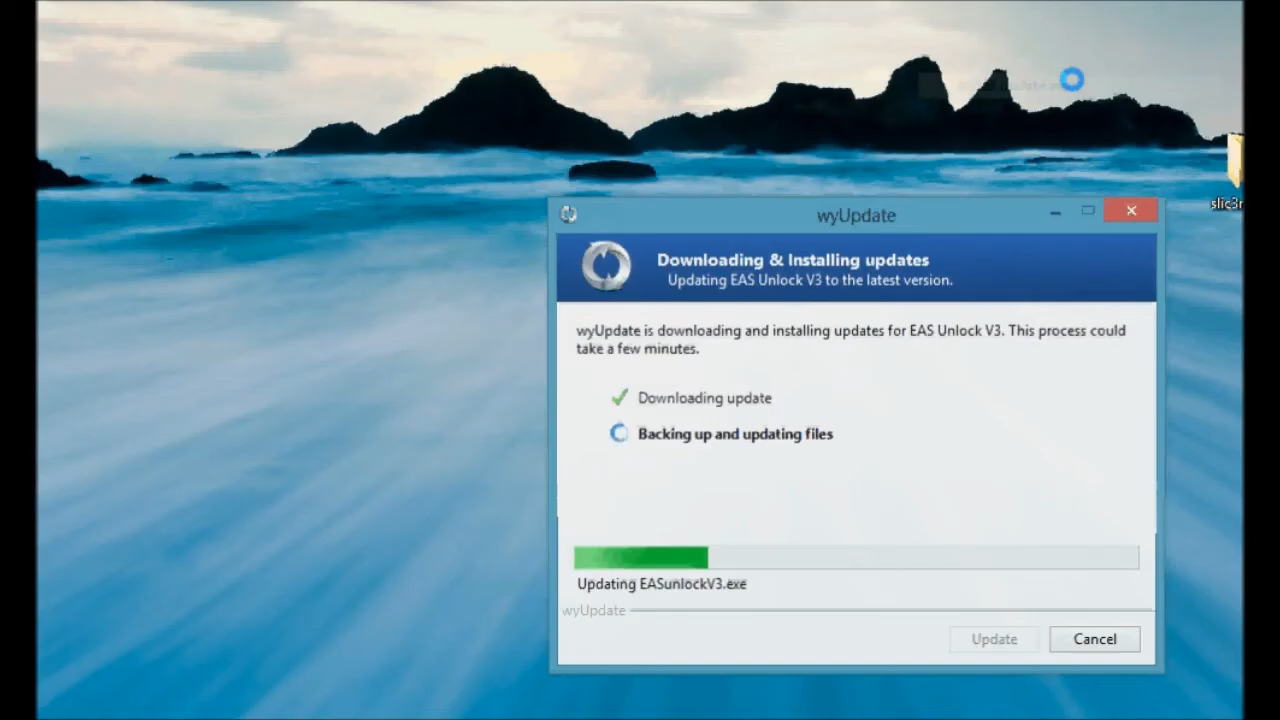 wyUpdate
Downloading & Installing updates
Updating EAS Unlock V3 to the latest version.
wyUpdate is downloading and installing updates for EAS Unlock V3. This process could
take a few minutes.
Downloading update
Backing up and updating files
Updating EASunlockV3.exe
wyUpdate
Update
Cancel